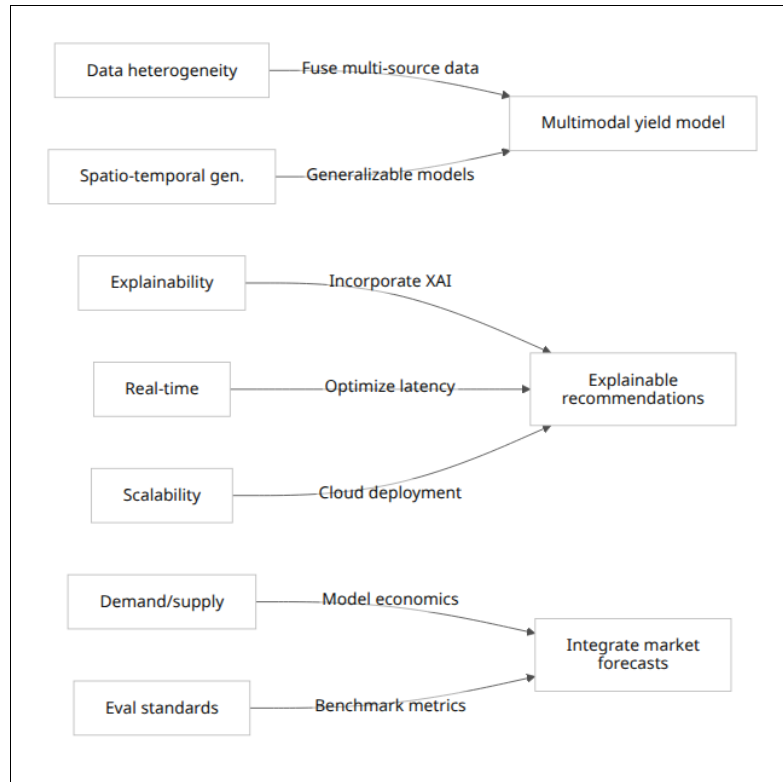 Data heterogeneity
Fuse multi-source data
Multimodal yield model
Spatio-temporal gen.
Generalizable models
Explainability
Incorporate XAI
Real-time
Optimize latency
Explainable
recommendations
Scalability
Cloud deployment
Demand/supply
Model economics
Integrate market
forecasts
Eval standards
Benchmark metrics